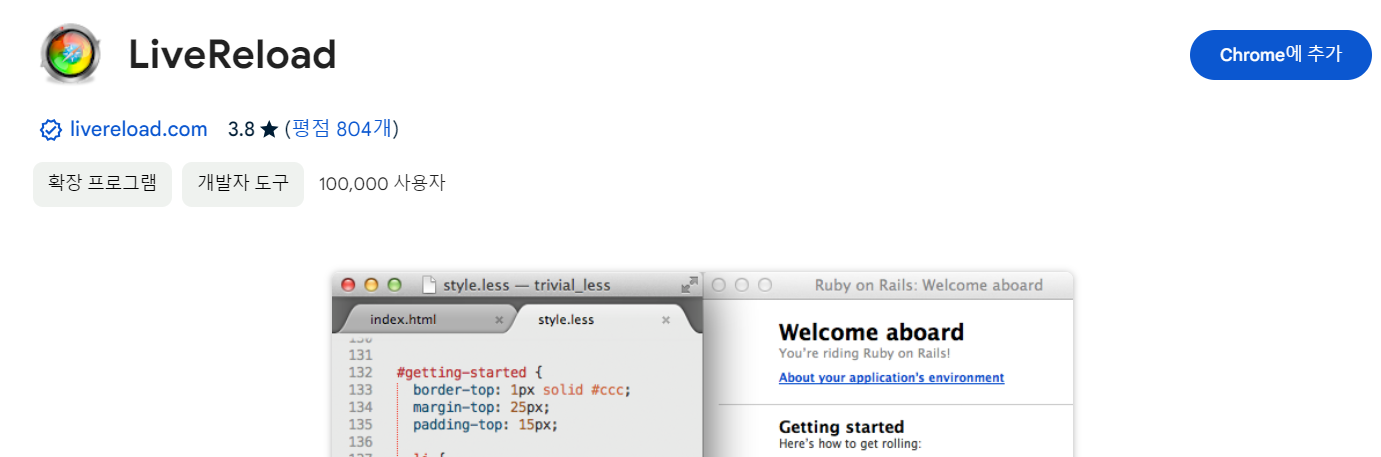 LiveReload
Chrome에 추가
livereload.com 3.8 ★ (평점 804개)
확장 프로그램 개발자 도구 100,000 사용자
style.less — trivial_less
Ruby on Rails: Welcome aboard
index.html × style.less ×
131
132 #getting-started {
133 border-top: 1px solid #ccc;
134 margin-top: 25px;
135 padding-top: 15px;
136
Welcome aboard
You're riding Ruby on Rails!
About your application's environment
Getting started
Here's how to get rolling: